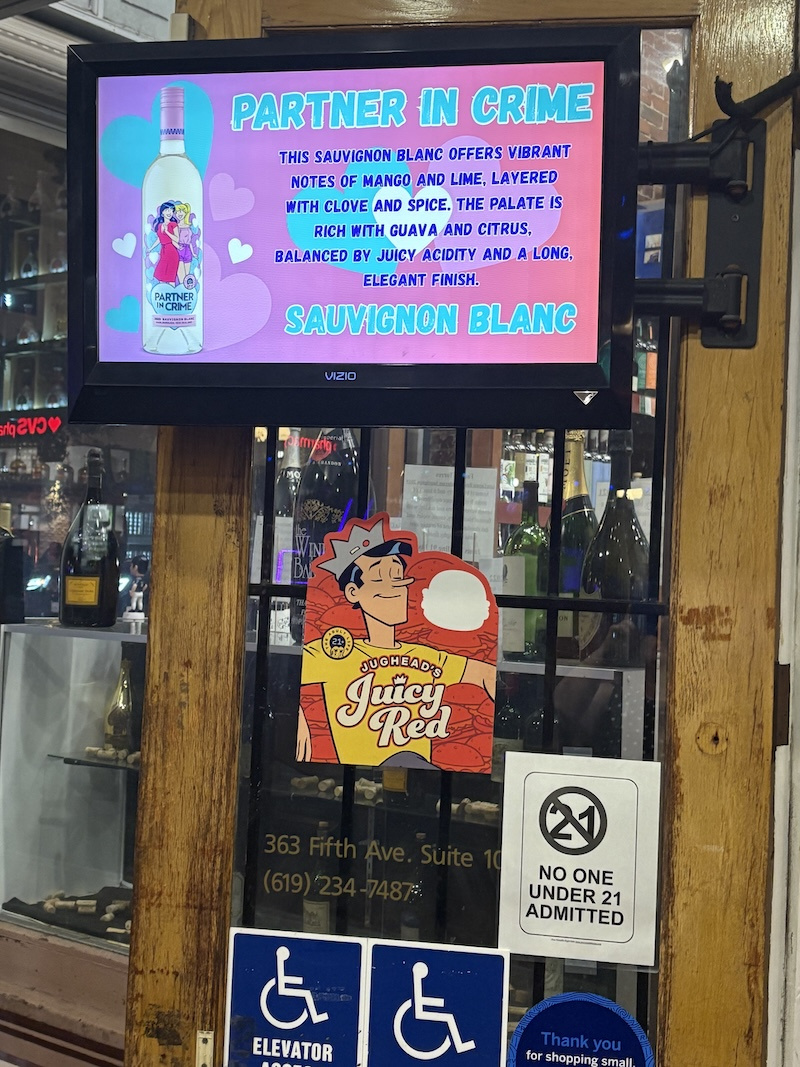 PARTNER IN CRIME
THIS SAUVIGNON BLANC OFFERS VIBRANT
NOTES OF MANGO AND LIME, LAYERED
WITH CLOVE AND SPICE. THE PALATE IS
RICH WITH GUAVA AND CITRUS,
BALANCED BY JUICY ACIDITY AND A LONG,
ELEGANT FINISH.
SAUVIGNON BLANC
PARTNER
IN CRIME
VIZIO
CVS pha
pharmacy
WINE
21+
JUGHEAD'S
Juicy
Red
363 Fifth Ave. Suite 10
(619) 234-7487
21
NO ONE
UNDER 21
ADMITTED
ELEVATOR
Thank you
for shopping small.